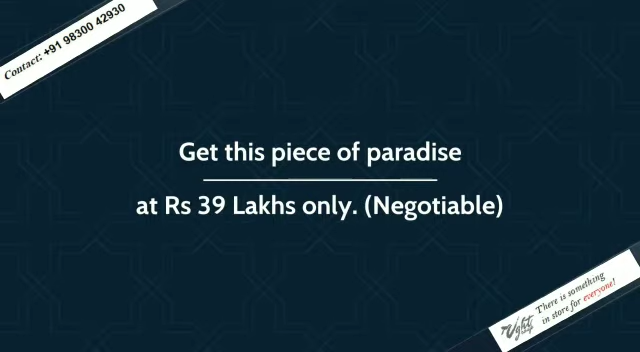 Contact: +91 98300 42930
Get this piece of paradise
at Rs 39 Lakhs only. (Negotiable)
There is something
in store for everyone!